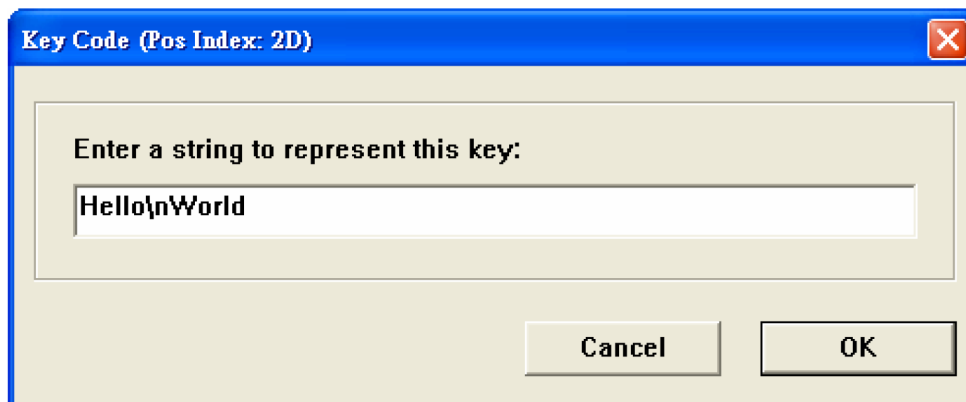 Key Code (Pos Index: 2D)
Enter a string to represent this key:
Hello\nWorld
Cancel OK